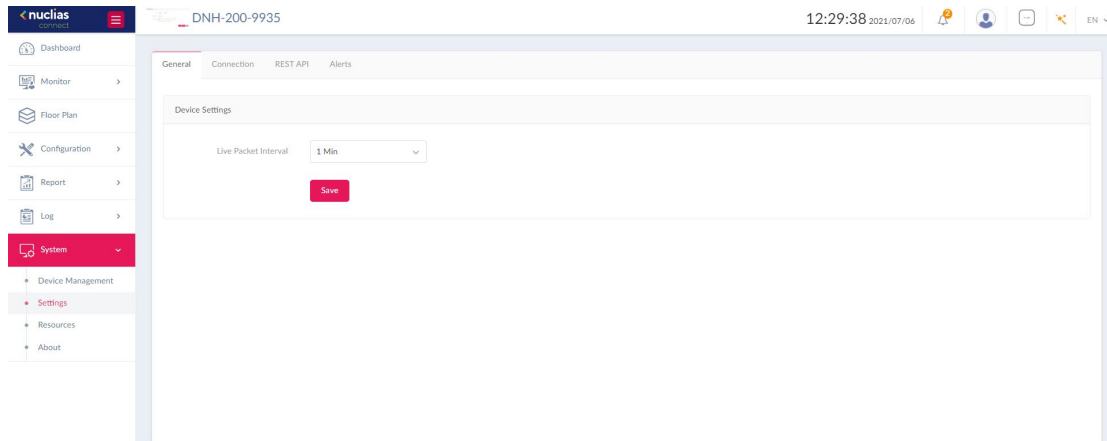 nuclias
connect
DNH-200-9935
12:29:38 2021/07/06
2
EN
Dashboard
Monitor
Floor Plan
Configuration
Report
Log
System
Device Management
Settings
Resources
About
General Connection REST API Alerts
Device Settings
Live Packet Interval 1 Min
Save